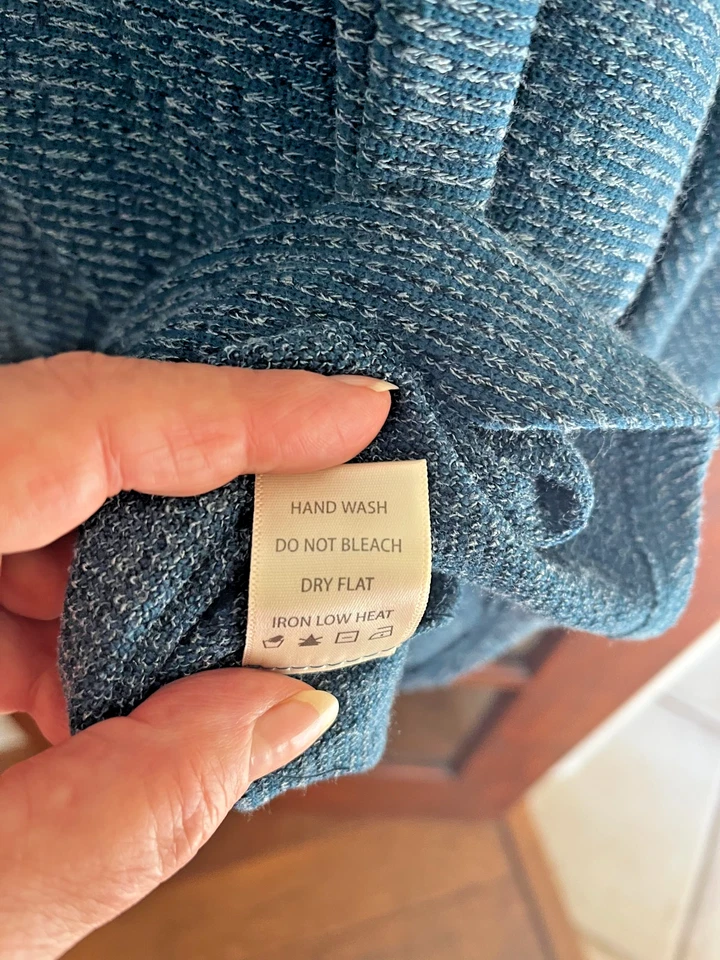 HAND WASH
DO NOT BLEACH
DRY FLAT
IRON LOW HEAT